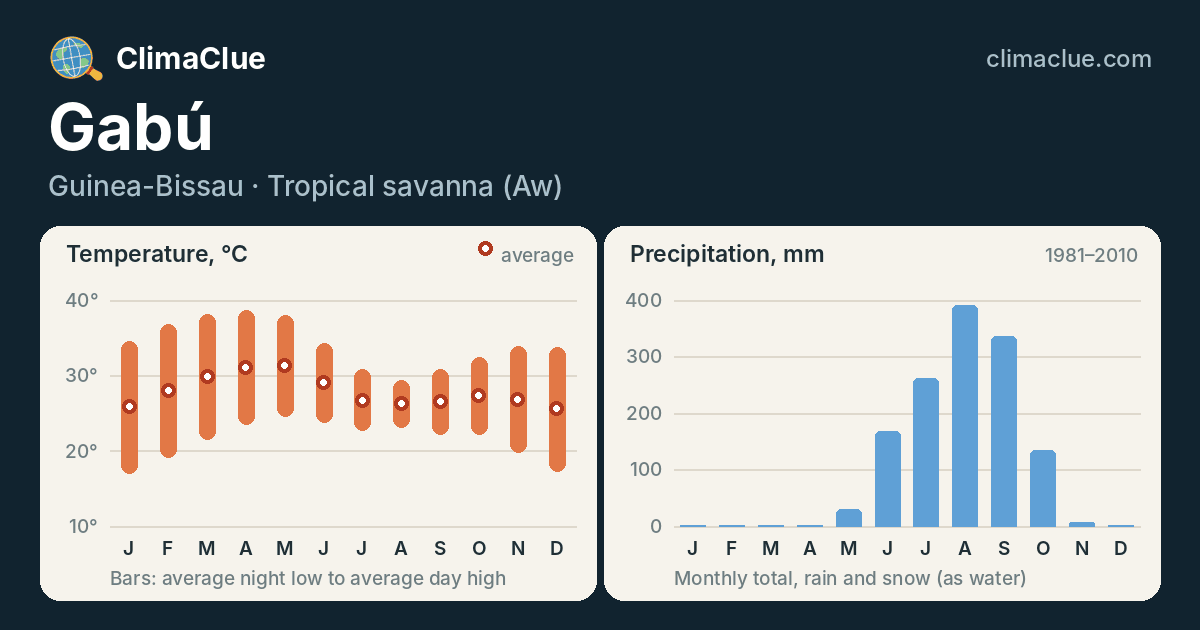 ClimaClue
climaclue.com
Gabú
Guinea-Bissau · Tropical savanna (Aw)
Temperature, °C
average
40°
30°
20°
10°
J F M A M J J A S O N D
Bars: average night low to average day high
Precipitation, mm
1981–2010
400
300
200
100
0
J F M A M J J A S O N D
Monthly total, rain and snow (as water)